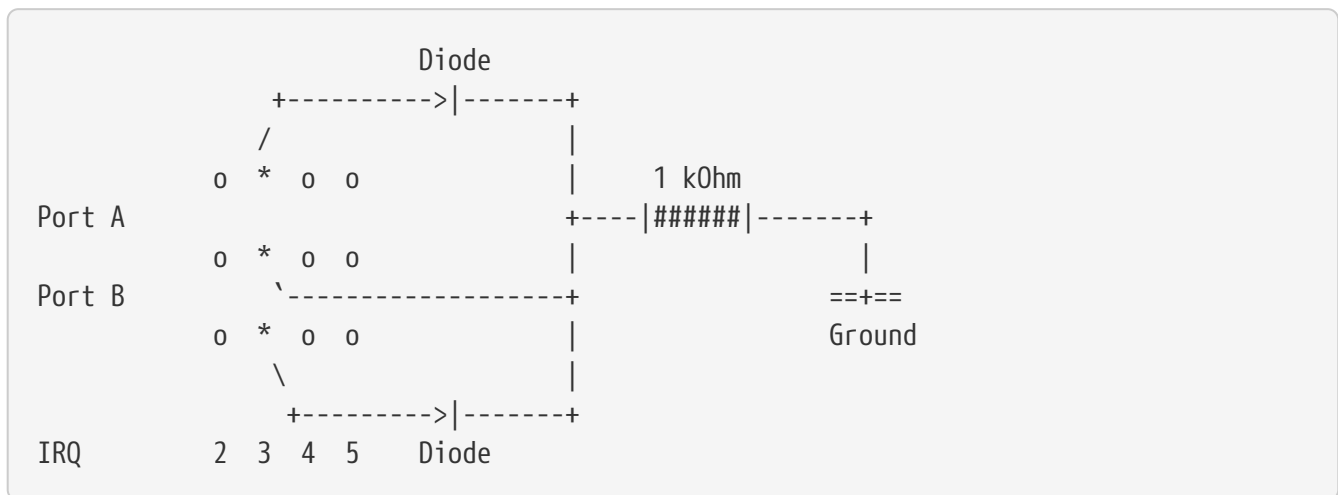 Diode
                     +---------->|-------+
                    /                    |
                o  *  o  o               |     1 kOhm
Port A                                   +----|######|-------+
                o  *  o  o               |                   |
Port B               `-------------------+                ==+==
                o  *  o  o               |                Ground
                     \                   |
                      +--------->|-------+
IRQ             2  3  4  5    Diode